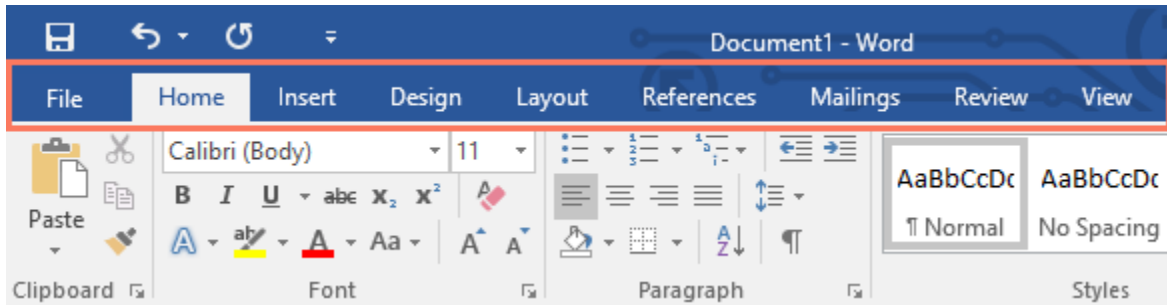 Document1 - Word
File Home Insert Design Layout References Mailings Review View
Calibri (Body) 11
B I U abc X₂ X² AaBbCcDc AaBbCcDc
Paste
A aby A Aa A A A Z ¶ ¶ Normal No Spacing
Clipboard Font Paragraph Styles